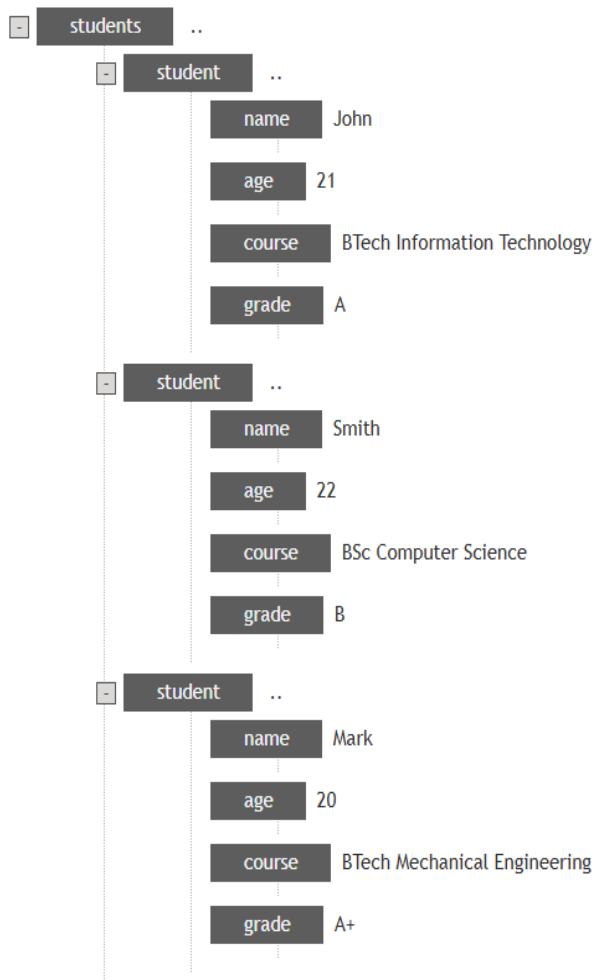 - students ..
- student ..
name John
age 21
course BTech Information Technology
grade A
- student ..
name Smith
age 22
course BSc Computer Science
grade B
- student ..
name Mark
age 20
course BTech Mechanical Engineering
grade A+